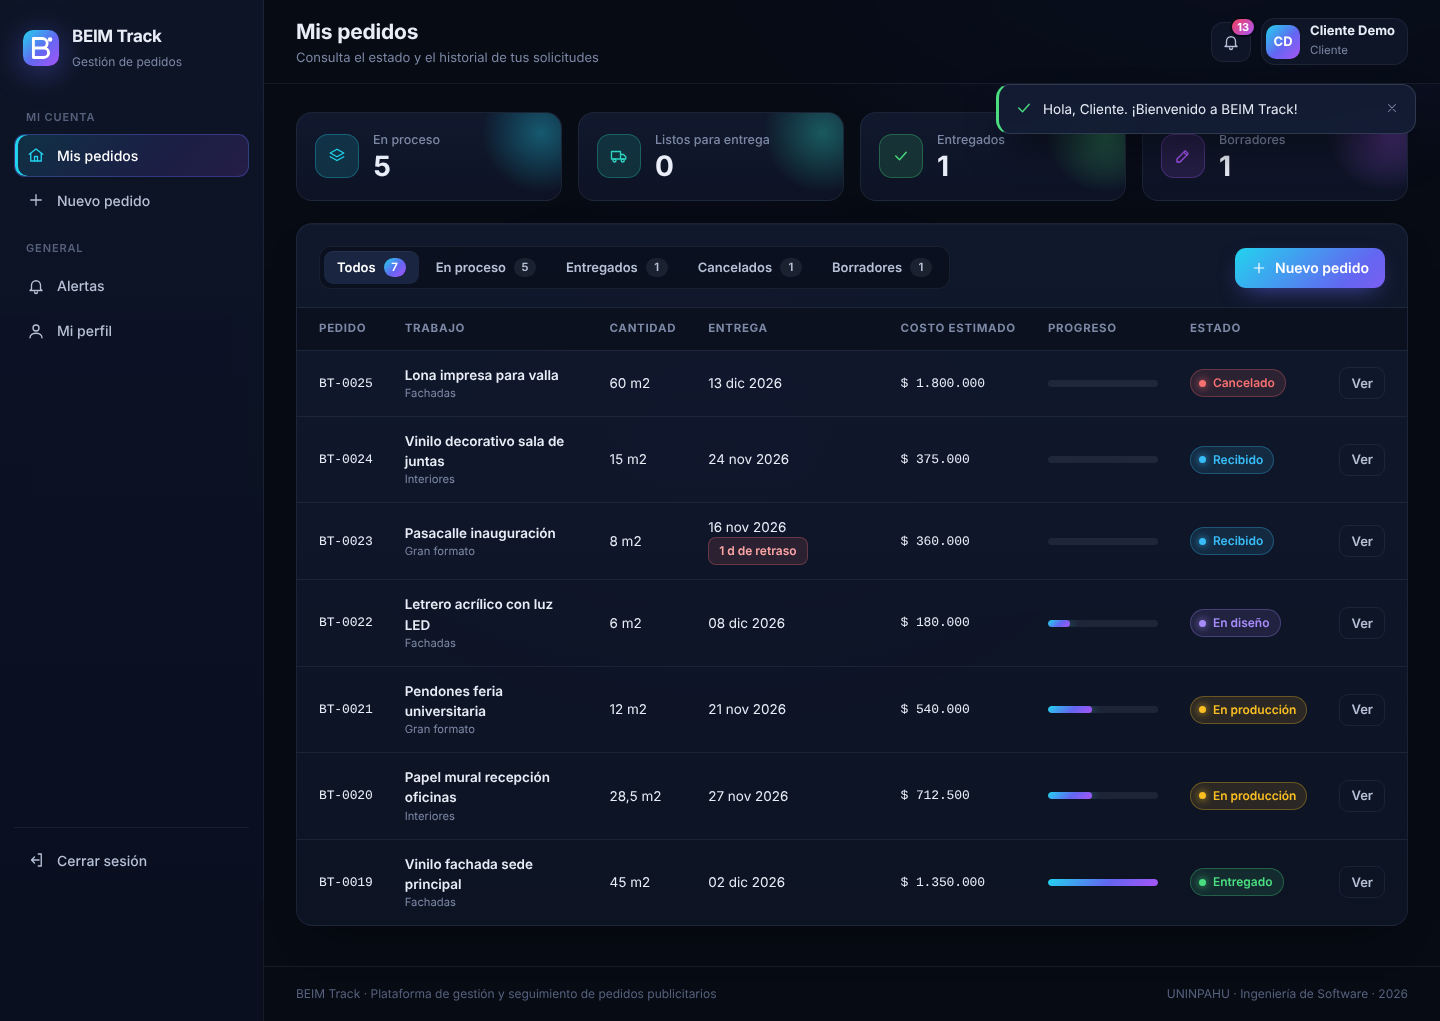 BEIM Track
Gestión de pedidos
MI CUENTA
Mis pedidos
Nuevo pedido
GENERAL
Alertas
Mi perfil
Cerrar sesión
Mis pedidos
Consulta el estado y el historial de tus solicitudes
13
CD
Cliente Demo
Cliente
Hola, Cliente. ¡Bienvenido a BEIM Track!
En proceso
5
Listos para entrega
0
Entregados
1
Borradores
1
Todos 7
En proceso 5
Entregados 1
Cancelados 1
Borradores 1
Nuevo pedido
PEDIDO TRABAJO CANTIDAD ENTREGA COSTO ESTIMADO PROGRESO ESTADO
BT-0025 Lona impresa para valla 60 m2 13 dic 2026 $ 1.800.000 Cancelado Ver
Fachadas
Vinilo decorativo sala de
BT-0024 juntas 15 m2 24 nov 2026 $ 375.000 Recibido Ver
Interiores
BT-0023 Pasacalle inauguración 8 m2 16 nov 2026 $ 360.000 Recibido Ver
Gran formato 1 d de retraso
Letrero acrílico con luz
BT-0022 LED 6 m2 08 dic 2026 $ 180.000 En diseño Ver
Fachadas
Pendones feria
BT-0021 universitaria 12 m2 21 nov 2026 $ 540.000 En producción Ver
Gran formato
Papel mural recepción
BT-0020 oficinas 28,5 m2 27 nov 2026 $ 712.500 En producción Ver
Interiores
Vinilo fachada sede
BT-0019 principal 45 m2 02 dic 2026 $ 1.350.000 Entregado Ver
Fachadas
BEIM Track · Plataforma de gestión y seguimiento de pedidos publicitarios
UNINPAHU · Ingeniería de Software · 2026